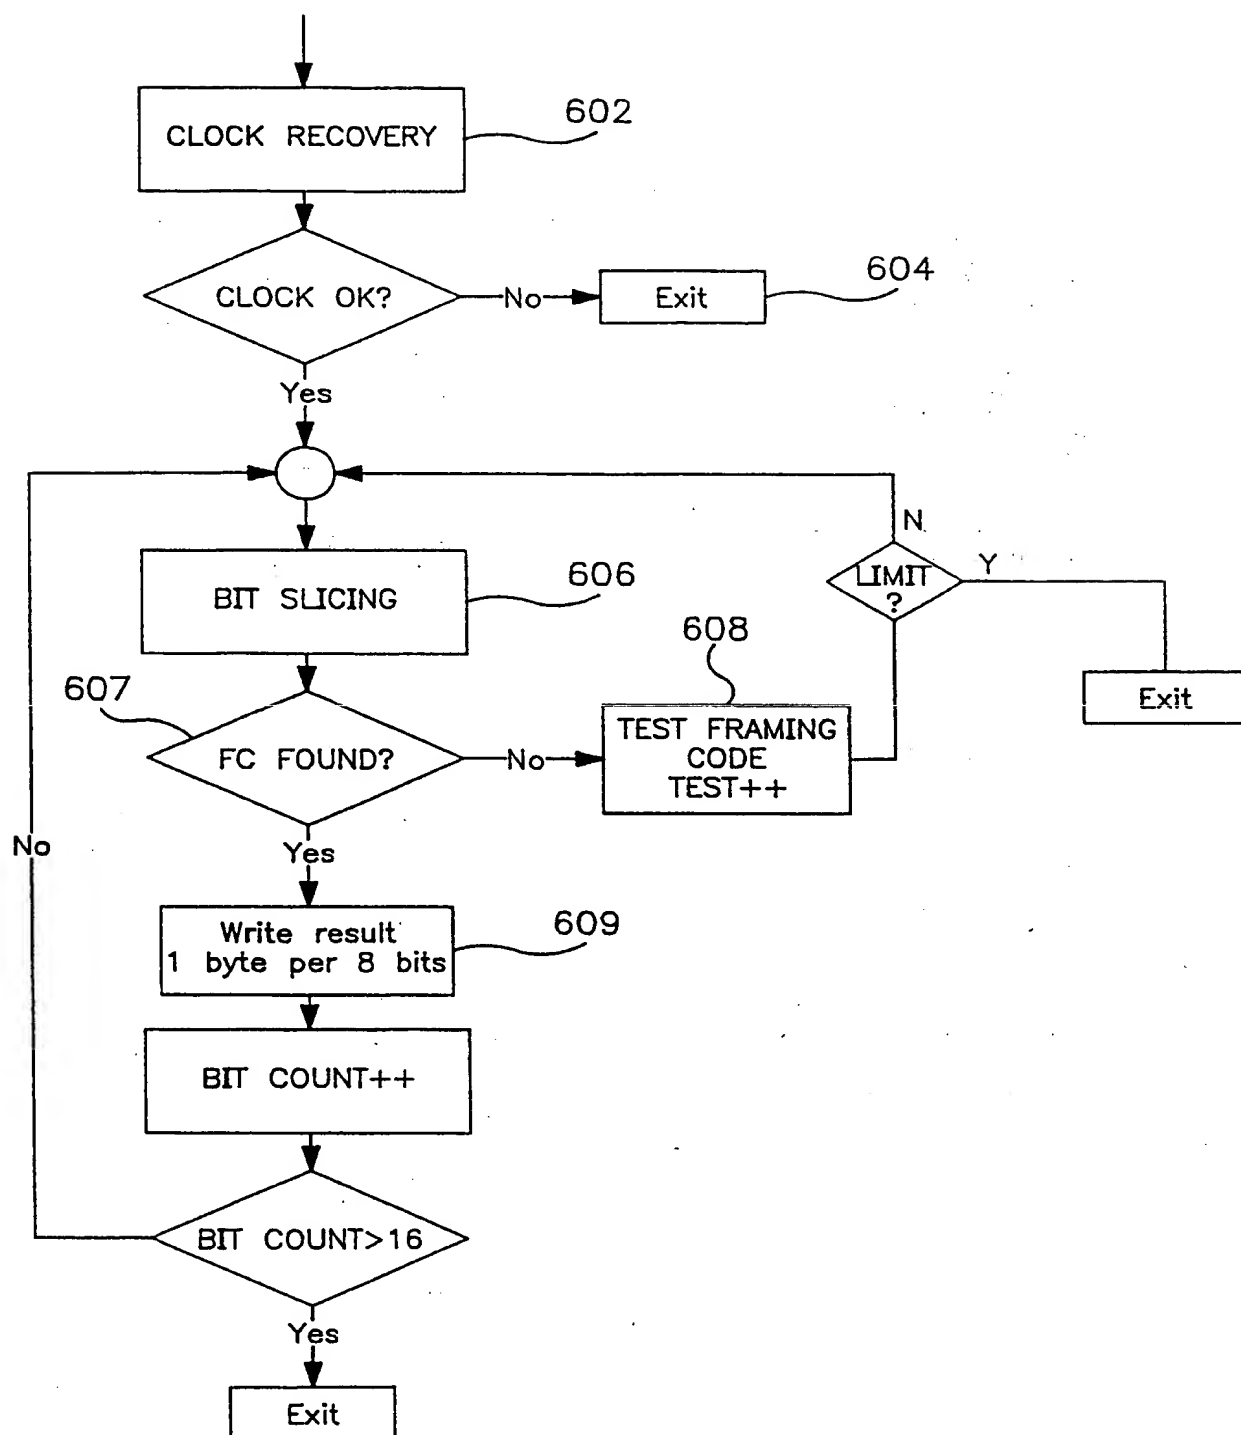 602
CLOCK RECOVERY
604
CLOCK OK?
No
Exit
Yes
N
Y
LIMIT
?
606
BIT SLICING
608
607
Exit
FC FOUND?
No
TEST FRAMING
CODE
TEST++
No
Yes
609
Write result
1 byte per 8 bits
BIT COUNT++
BIT COUNT>16
Yes
Exit